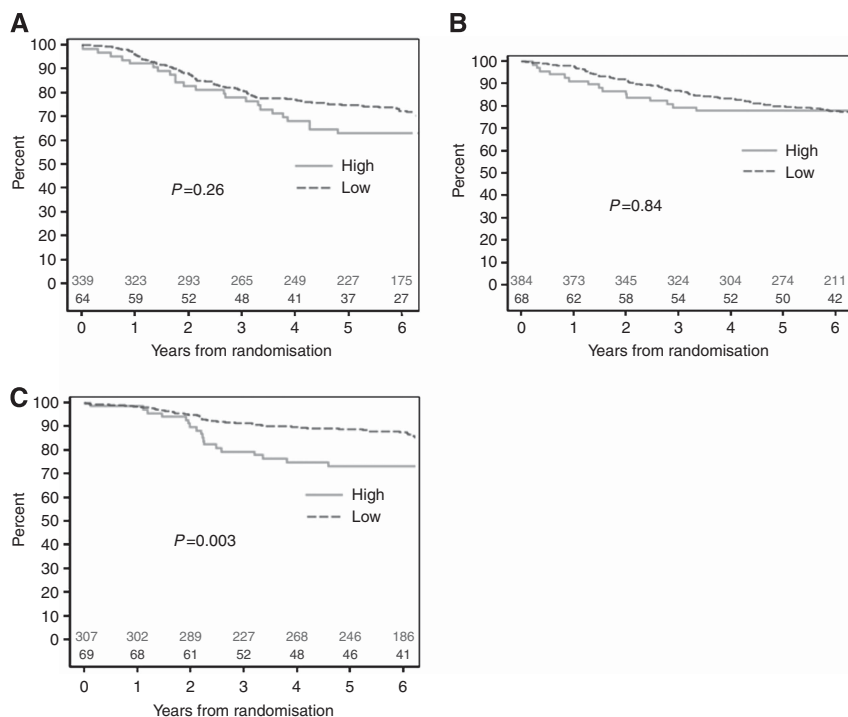 A
100
90
80
70
60
50
40
30
20
10
0
Percent
High
Low
P=0.26
339 323 293 265 249 227 175
64 59 52 48 41 37 27
0 1 2 3 4 5 6
Years from randomisation
B
100
90
80
70
60
50
40
30
20
10
0
Percent
High
Low
P=0.84
384 373 345 324 304 274 211
68 62 58 54 52 50 42
0 1 2 3 4 5 6
Years from randomisation
C
100
90
80
70
60
50
40
30
20
10
0
Percent
High
Low
P=0.003
307 302 289 227 268 246 186
69 68 61 52 48 46 41
0 1 2 3 4 5 6
Years from randomisation